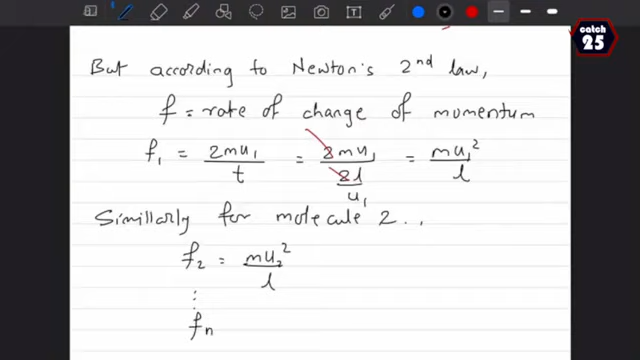 catch
25
But according to Newton's 2nd law,
f = rate of change of momentum
f₁ = 2mu₁/t = 2mu₁/(2l/u₁) = mu₁²/l
Similarly for molecule 2 ..
f₂ = mu₂²/l
⋮
fn